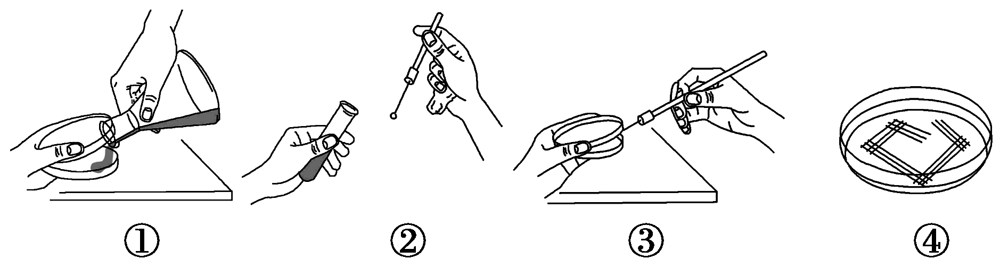 ① ② ③ ④